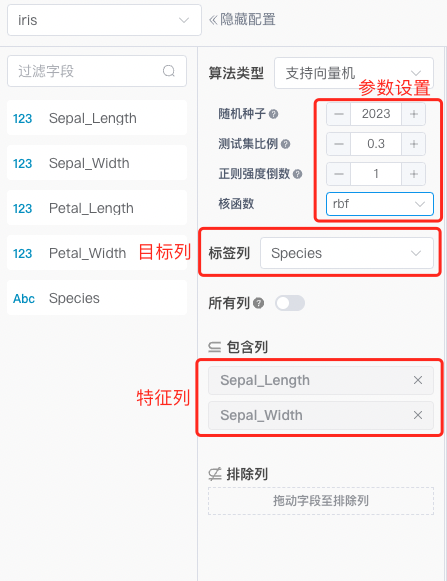 iris
«隐藏配置
过滤字段
123 Sepal_Length
123 Sepal_Width
123 Petal_Length
123 Petal_Width
Abc Species
算法类型 支持向量机
参数设置
随机种子 ? − 2023 +
测试集比例 ? − 0.3 +
正则强度倒数 ? − 1 +
核函数 rbf
目标列
标签列 Species
所有列 ?
⊆ 包含列
特征列
Sepal_Length ×
Sepal_Width ×
⊈ 排除列
拖动字段至排除列